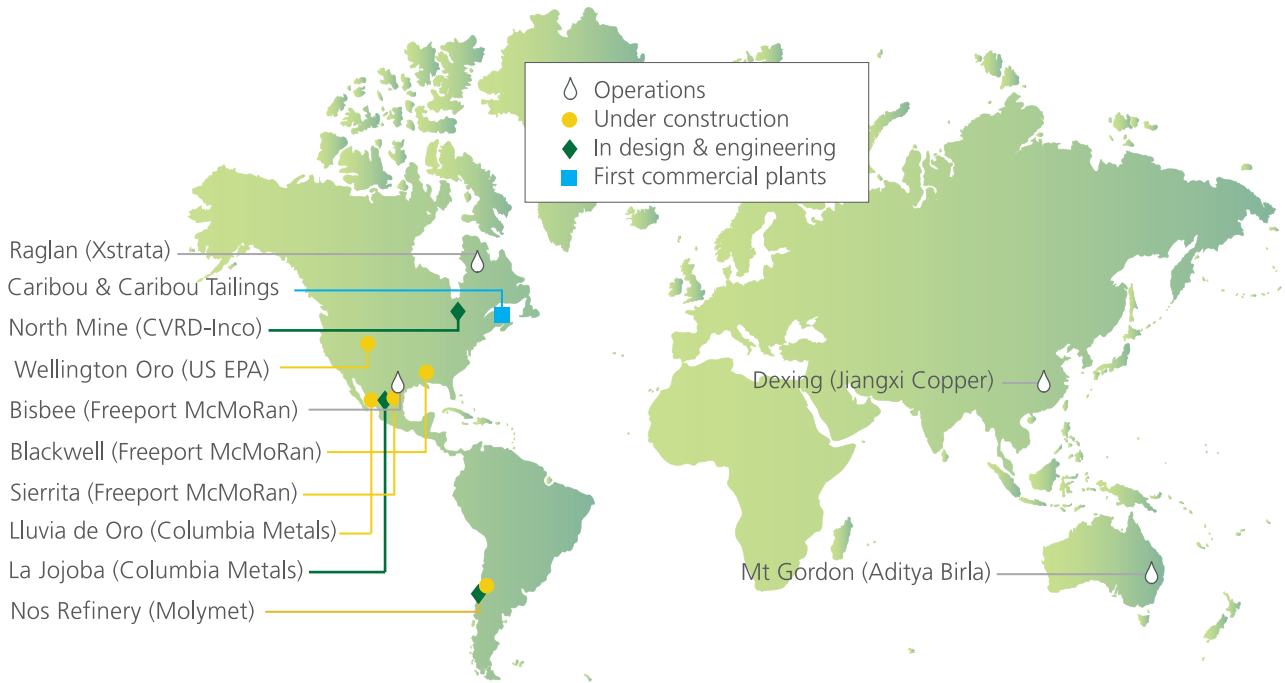 Operations
Under construction
In design & engineering
First commercial plants
Raglan (Xstrata)
Caribou & Caribou Tailings
North Mine (CVRD-Inco)
Wellington Oro (US EPA)
Bisbee (Freeport McMoRan)
Blackwell (Freeport McMoRan)
Sierrita (Freeport McMoRan)
Lluvia de Oro (Columbia Metals)
La Jojoba (Columbia Metals)
Nos Refinery (Molymet)
Dexing (Jiangxi Copper)
Mt Gordon (Aditya Birla)